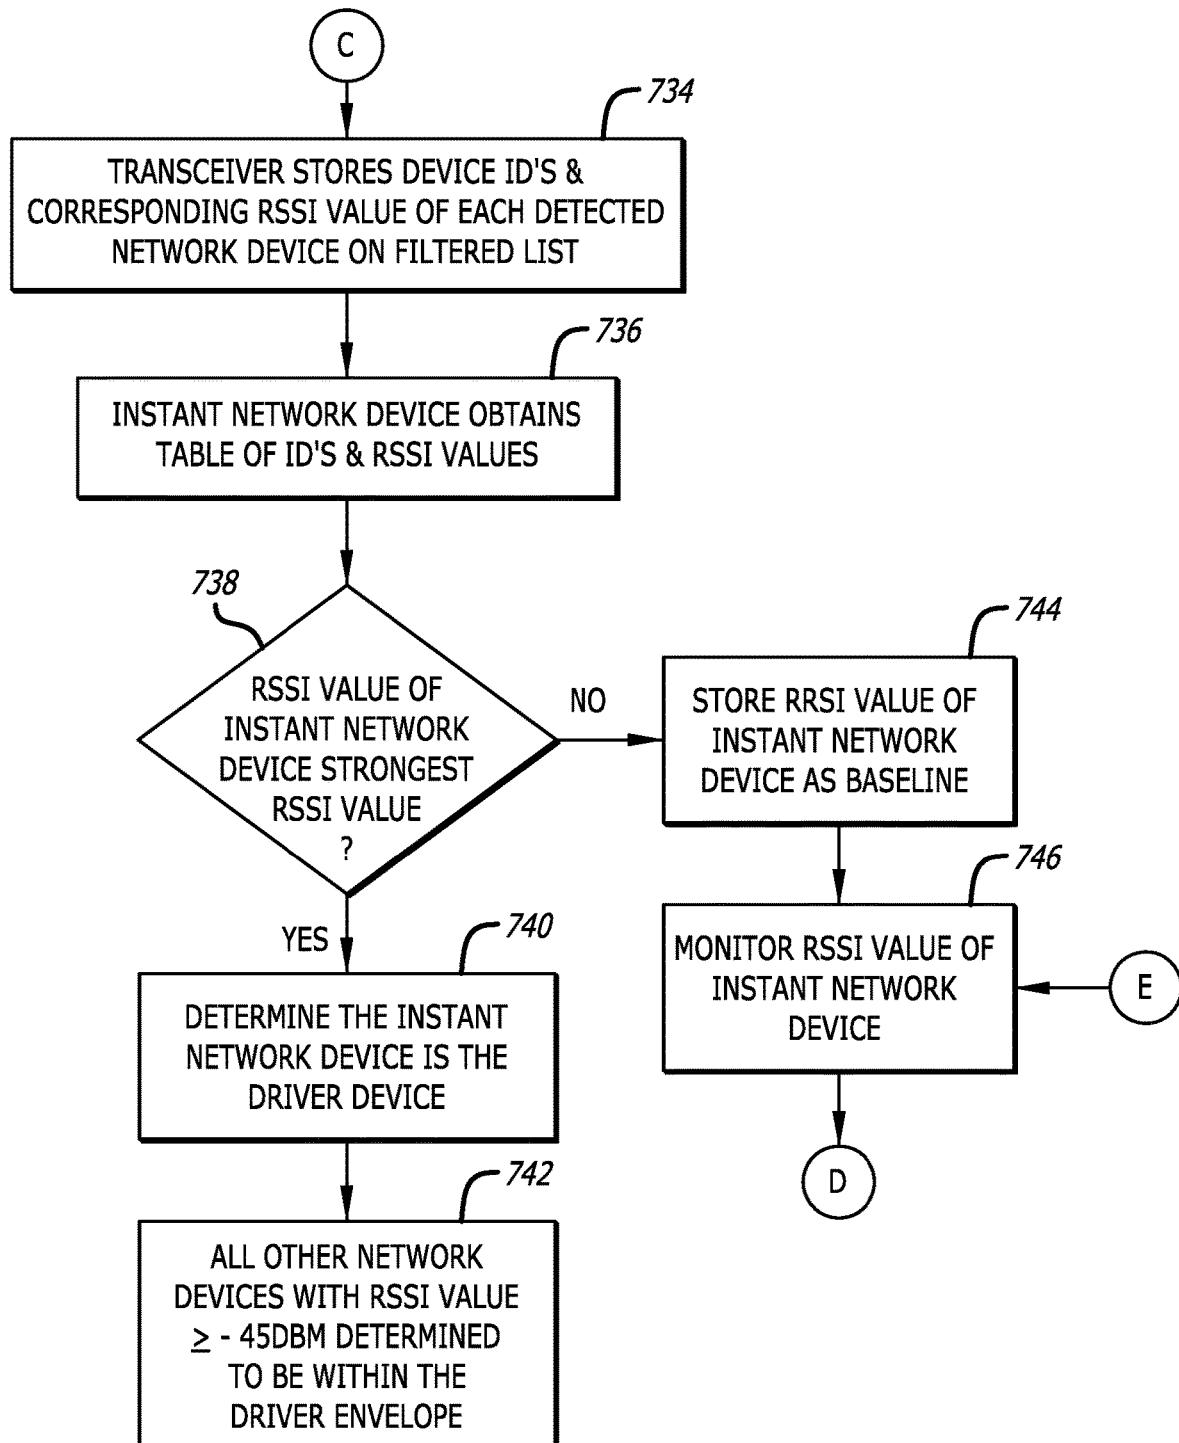 C
734
TRANSCEIVER STORES DEVICE ID'S &
CORRESPONDING RSSI VALUE OF EACH DETECTED
NETWORK DEVICE ON FILTERED LIST
736
INSTANT NETWORK DEVICE OBTAINS
TABLE OF ID'S & RSSI VALUES
738
RSSI VALUE OF
INSTANT NETWORK
DEVICE STRONGEST
RSSI VALUE
?
NO
744
STORE RRSI VALUE OF
INSTANT NETWORK
DEVICE AS BASELINE
746
MONITOR RSSI VALUE OF
INSTANT NETWORK
DEVICE
E
D
YES
740
DETERMINE THE INSTANT
NETWORK DEVICE IS THE
DRIVER DEVICE
742
ALL OTHER NETWORK
DEVICES WITH RSSI VALUE
≥ - 45DBM DETERMINED
TO BE WITHIN THE
DRIVER ENVELOPE